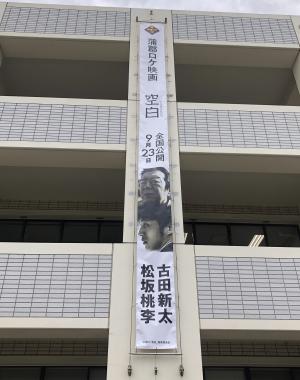 蒲郡ロケ映画
空白
全国公開
9月23日
古田新太
松坂桃李